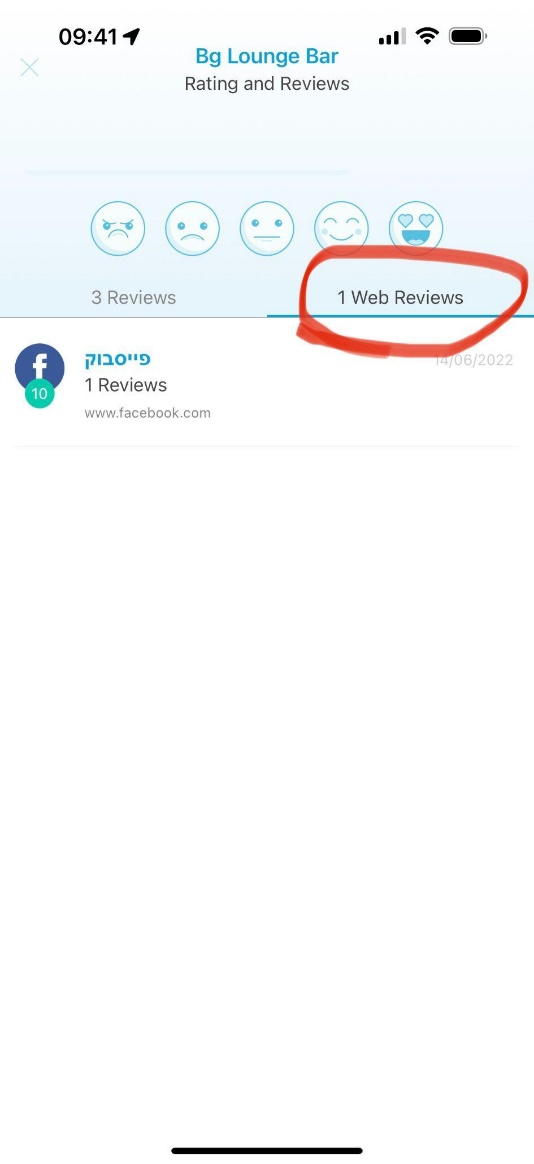 09:41
Bg Lounge Bar
Rating and Reviews
3 Reviews
1 Web Reviews
פייסבוק
14/06/2022
1 Reviews
10
www.facebook.com